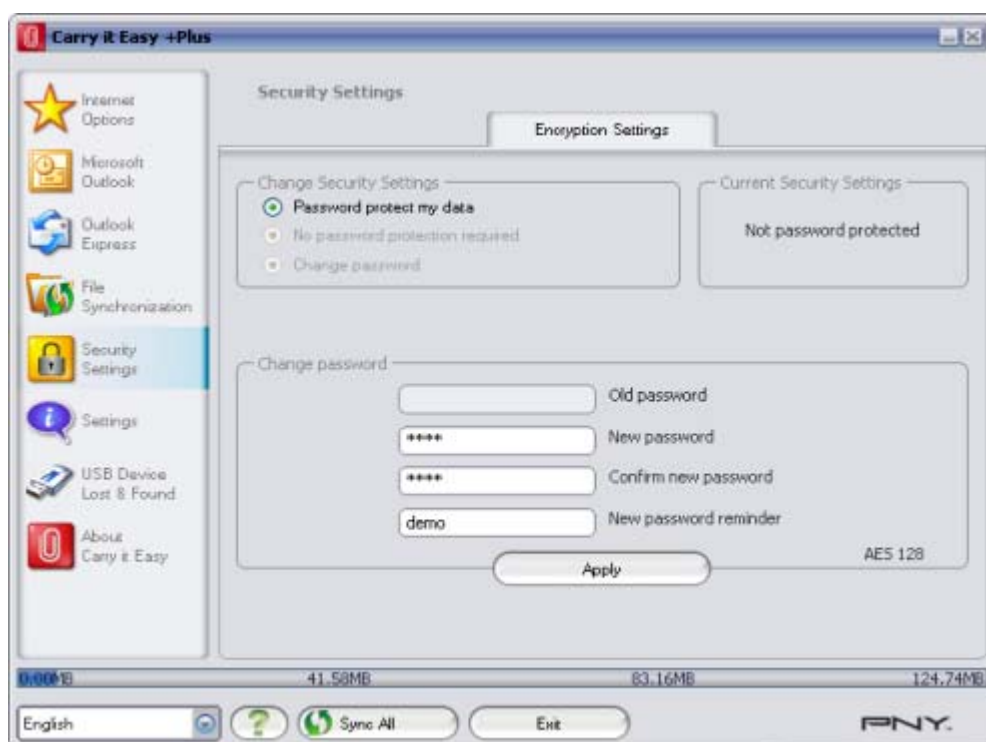 Carry it Easy +Plus
Internet
Options
Microsoft
Outlook
Outlook
Express
File
Synchronization
Security
Settings
Settings
USB Device
Lost & Found
About
Carry it Easy
Security Settings
Encryption Settings
Change Security Settings
Password protect my data
No password protection required
Change password
Current Security Settings
Not password protected
Change password
Old password
**** New password
**** Confirm new password
demo New password reminder
AES 128
Apply
0.00MB 41.58MB 83.16MB 124.74MB
English ? Sync All Exit PNY.